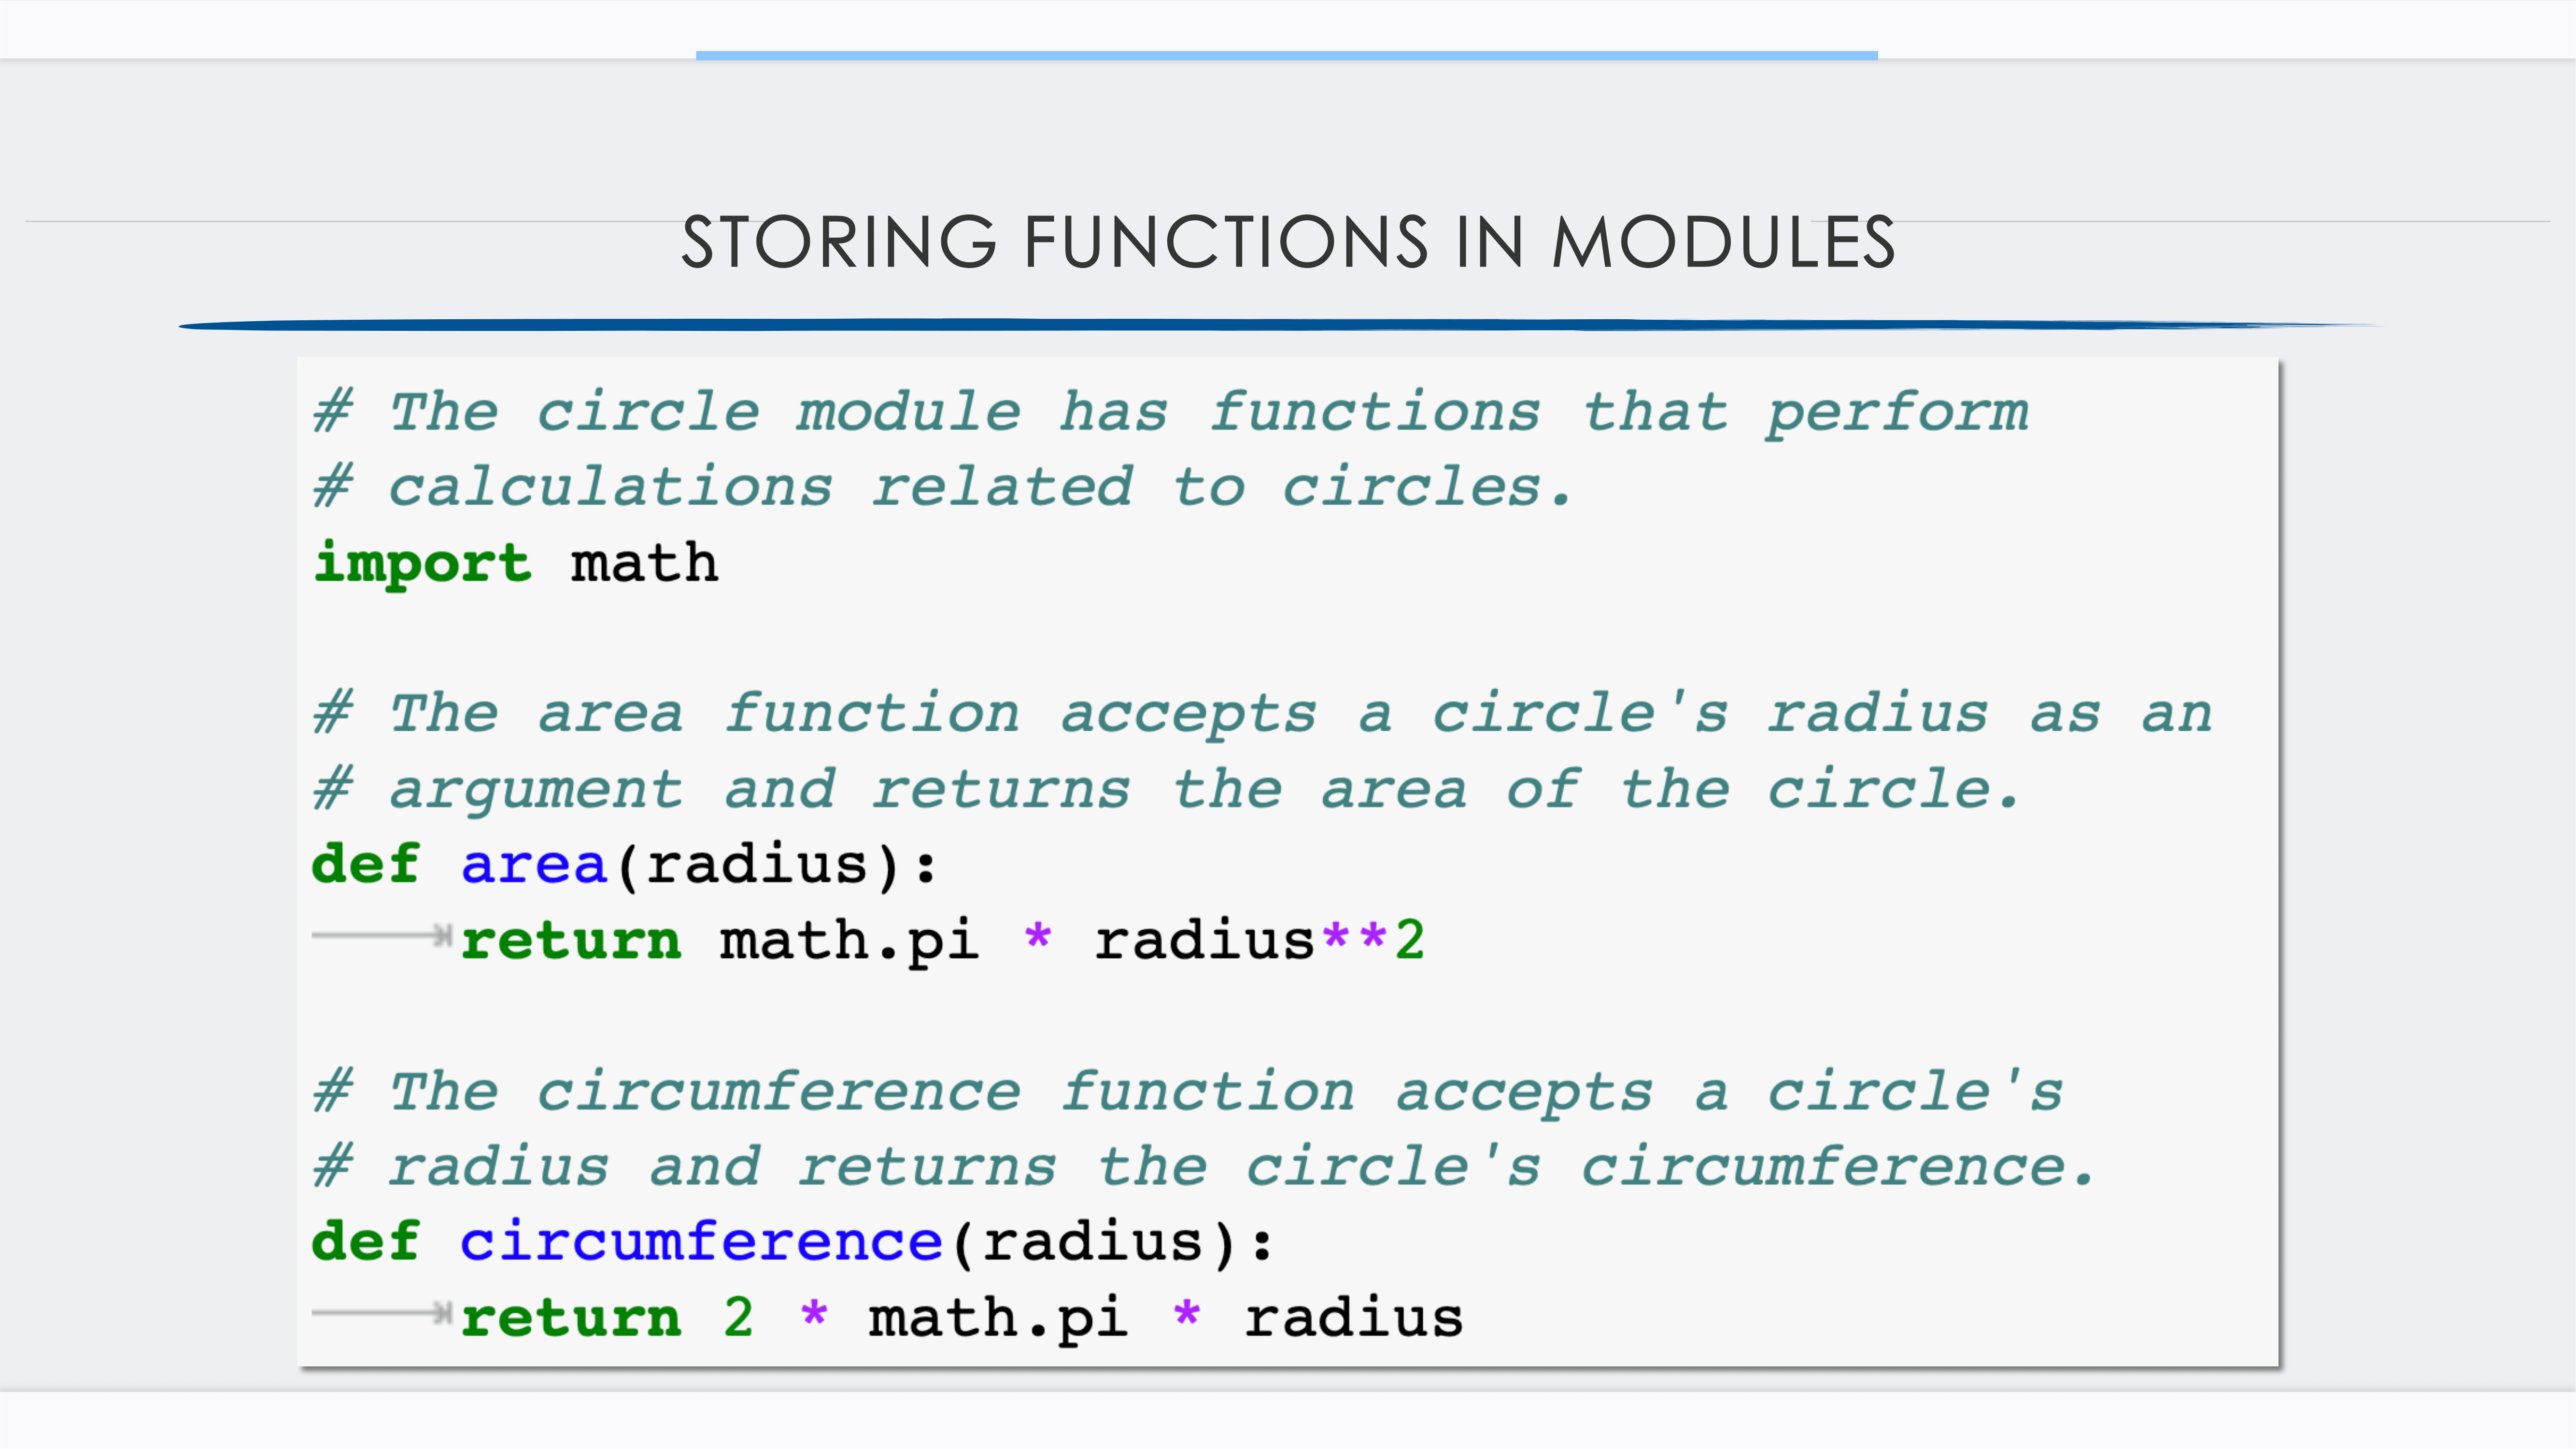 STORING FUNCTIONS IN MODULES
# The circle module has functions that perform
# calculations related to circles.
import math
# The area function accepts a circle's radius as an
# argument and returns the area of the circle.
def area(radius):
    return math.pi * radius**2
# The circumference function accepts a circle's
# radius and returns the circle's circumference.
def circumference(radius):
    return 2 * math.pi * radius